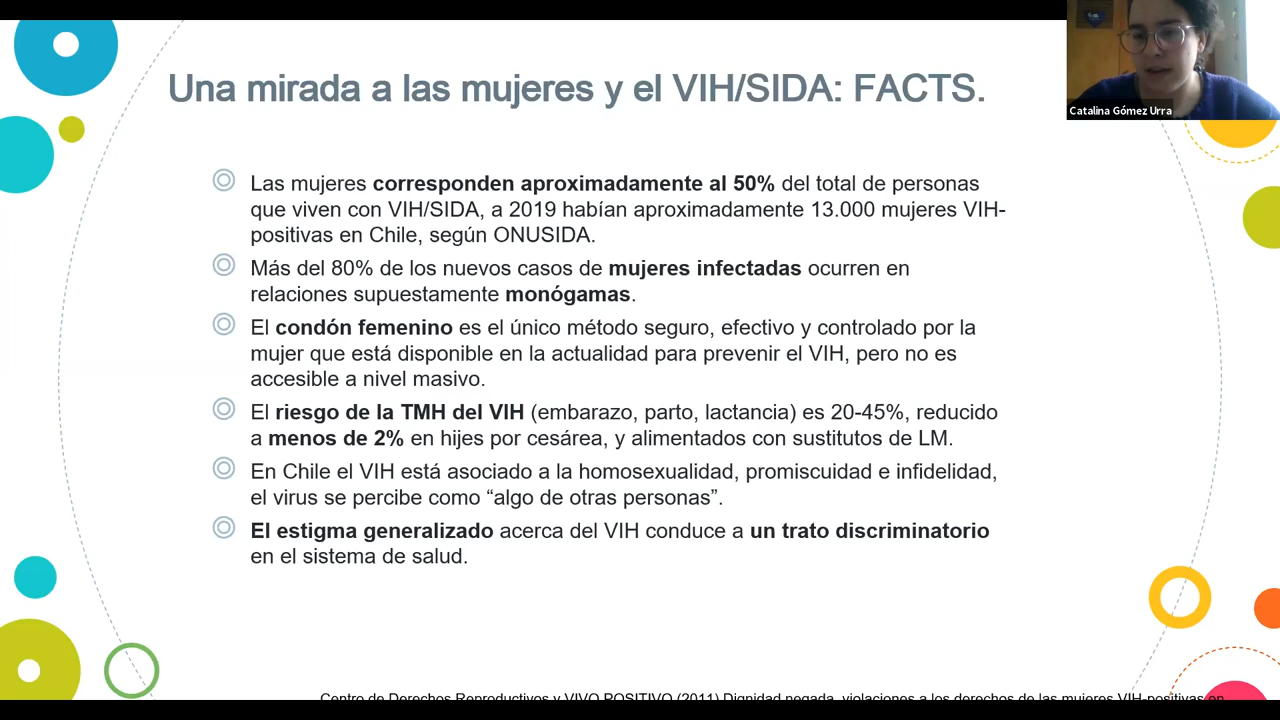 Una mirada a las mujeres y el VIH/SIDA: FACTS.
Catalina Gómez Urra
Las mujeres corresponden aproximadamente al 50% del total de personas
que viven con VIH/SIDA, a 2019 habían aproximadamente 13.000 mujeres VIH-
positivas en Chile, según ONUSIDA.
Más del 80% de los nuevos casos de mujeres infectadas ocurren en
relaciones supuestamente monógamas.
El condón femenino es el único método seguro, efectivo y controlado por la
mujer que está disponible en la actualidad para prevenir el VIH, pero no es
accesible a nivel masivo.
El riesgo de la TMH del VIH (embarazo, parto, lactancia) es 20-45%, reducido
a menos de 2% en hijes por cesárea, y alimentados con sustitutos de LM.
En Chile el VIH está asociado a la homosexualidad, promiscuidad e infidelidad,
el virus se percibe como “algo de otras personas”.
El estigma generalizado acerca del VIH conduce a un trato discriminatorio
en el sistema de salud.
Centro de Derechos Reproductivos y VIVO POSITIVO (2011) Dignidad negada, violaciones a los derechos de las mujeres VIH-positivas en